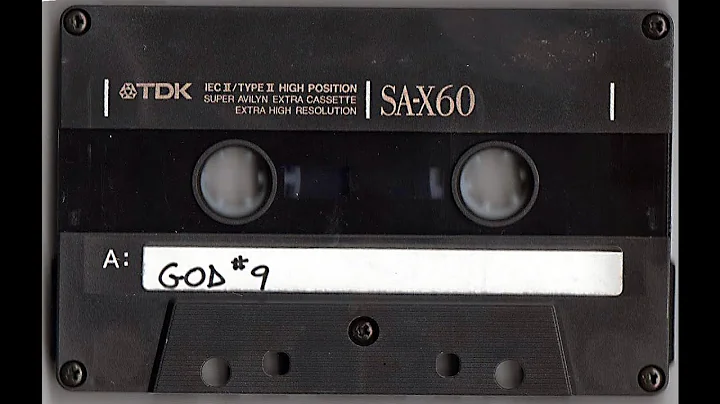 TDK
IEC II/TYPE II HIGH POSITION
SUPER AVILYN EXTRA CASSETTE
EXTRA HIGH RESOLUTION
SA-X60
A:
GOD #9